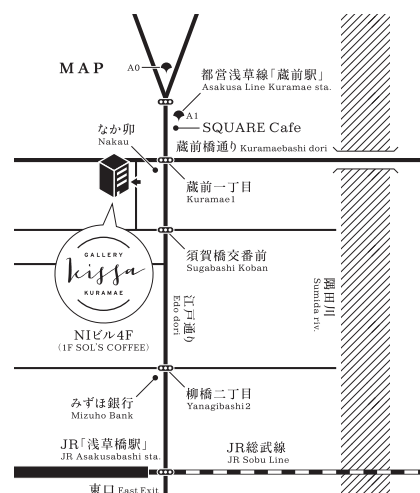 MAP
A0
都営浅草線「蔵前駅」
Asakusa Line Kuramae sta.
A1
SQUARE Cafe
なか卯
Nakau
蔵前橋通り Kuramaebashi dori
蔵前一丁目
Kuramae1
須賀橋交番前
Sugabashi Koban
GALLERY
kissa
KURAMAE
NIビル4F
(1F SOL'S COFFEE)
江戸通り
Edo dori
隅田川
Sumida riv.
みずほ銀行
Mizuho Bank
柳橋二丁目
Yanagibashi2
JR「浅草橋駅」
JR Asakusabashi sta.
JR総武線
JR Sobu Line
東口 East Exit